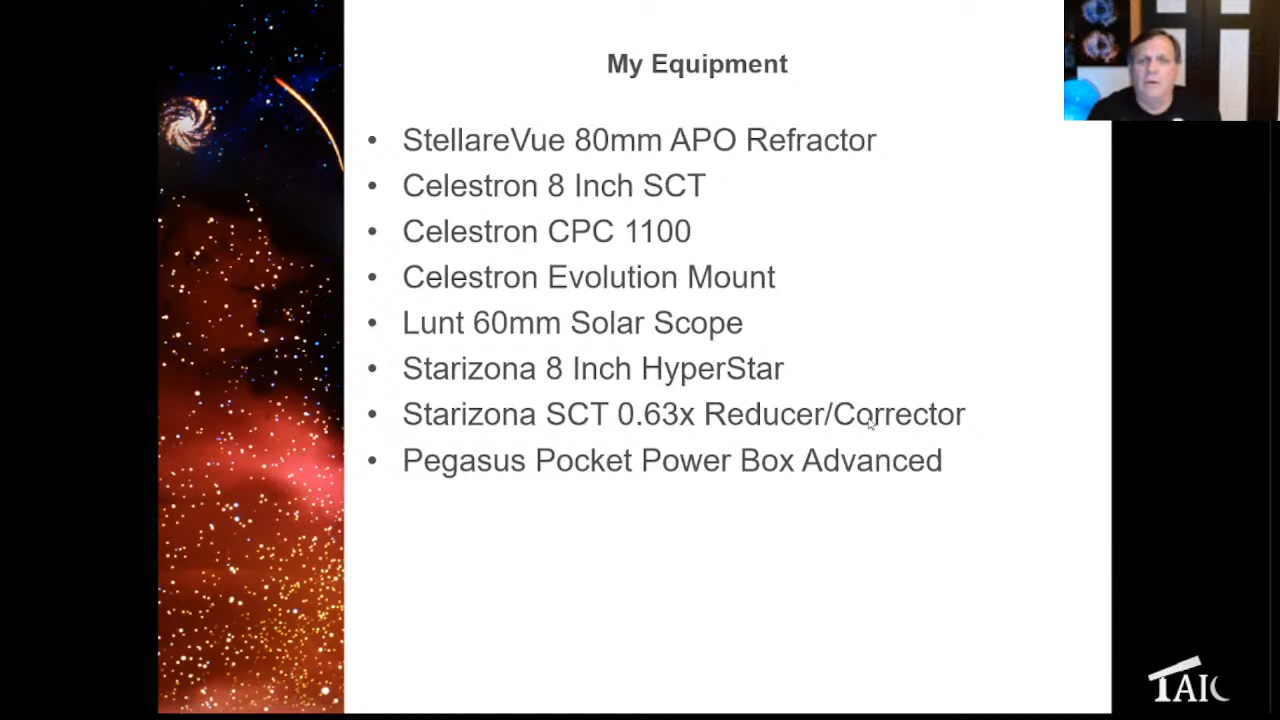 My Equipment
• StellareVue 80mm APO Refractor
• Celestron 8 Inch SCT
• Celestron CPC 1100
• Celestron Evolution Mount
• Lunt 60mm Solar Scope
• Starizona 8 Inch HyperStar
• Starizona SCT 0.63x Reducer/Corrector
• Pegasus Pocket Power Box Advanced
TAIC